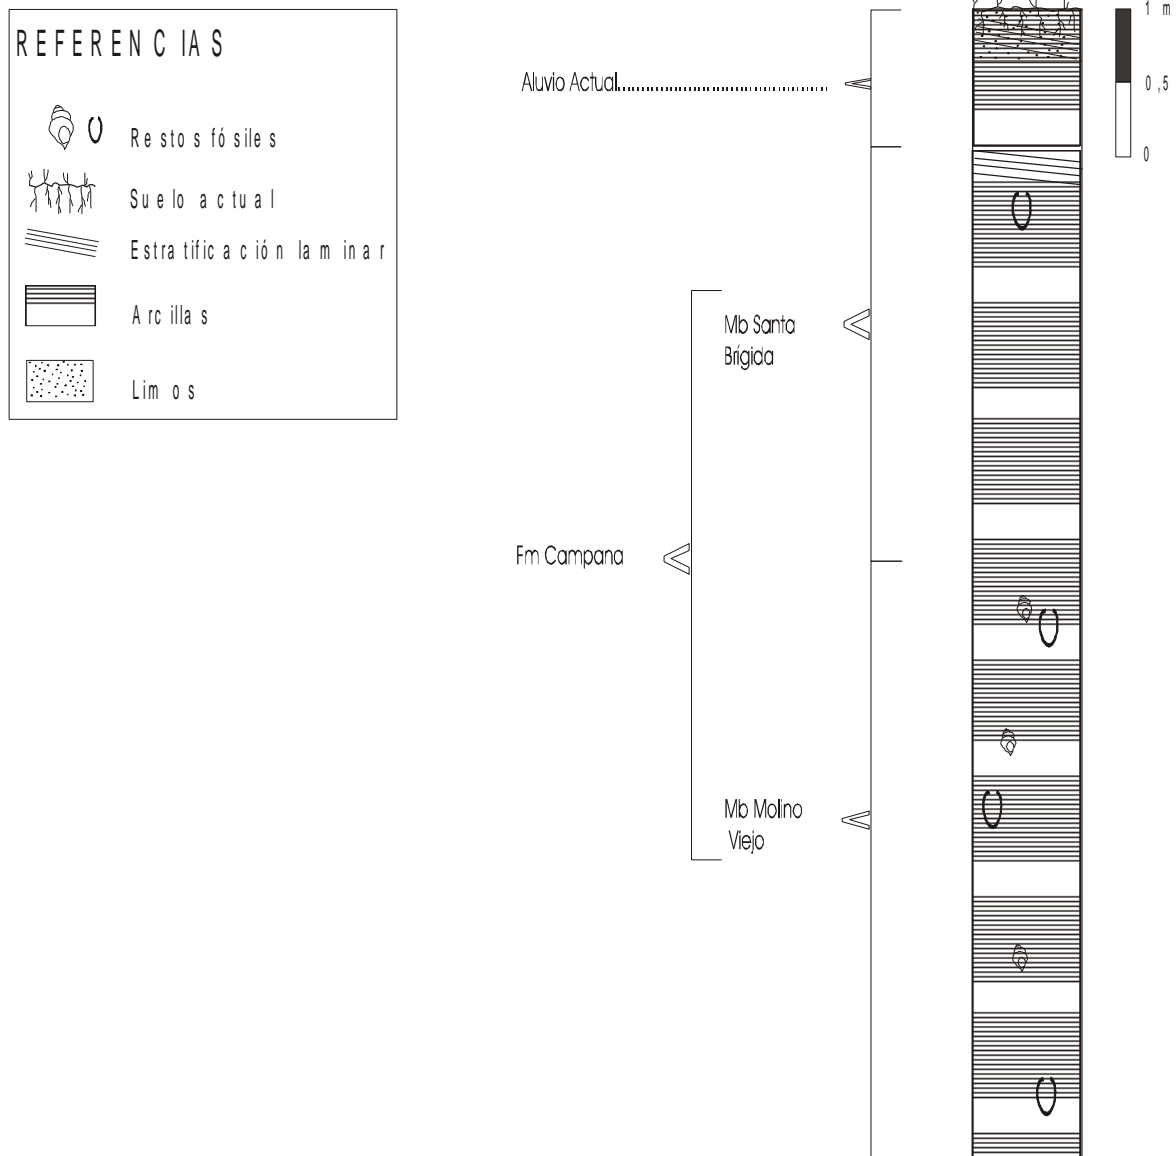 REFERENCIAS
Restos fósiles
Suelo actual
Estratificación laminar
Arcillas
Limos
Aluvio Actual
1 m
0,5
0
Mb Santa
Brígida
Fm Campana
Mb Molino
Viejo